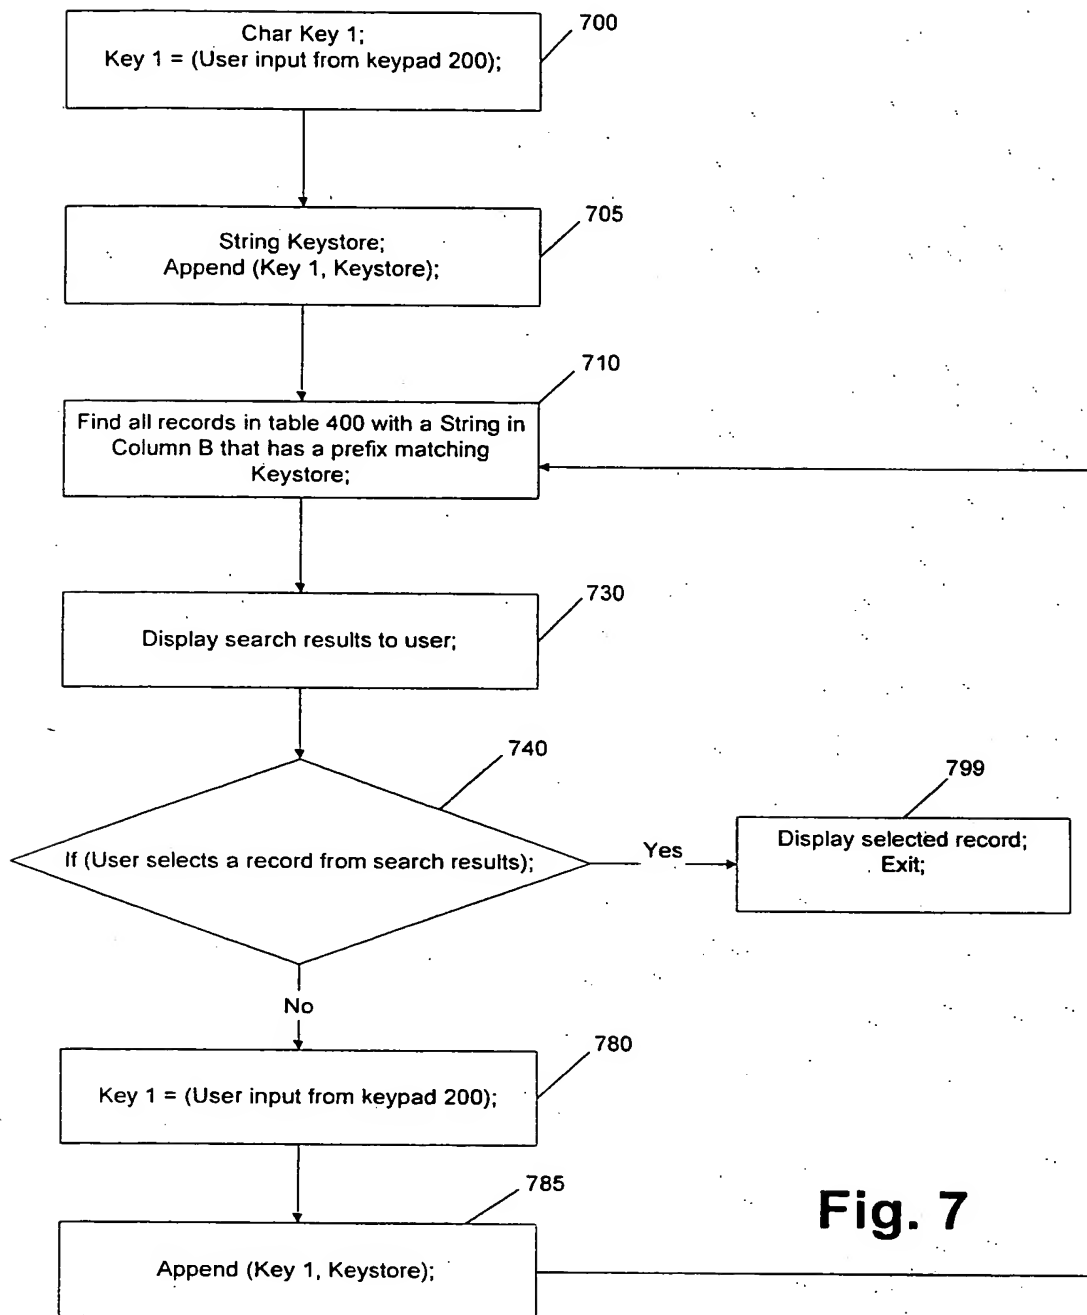 Char Key 1;
Key 1 = (User input from keypad 200);
700
String Keystore;
Append (Key 1, Keystore);
705
710
Find all records in table 400 with a String in
Column B that has a prefix matching
Keystore;
730
Display search results to user;
740
If (User selects a record from search results);
Yes
799
Display selected record;
Exit;
No
780
Key 1 = (User input from keypad 200);
785
Append (Key 1, Keystore);
Fig. 7